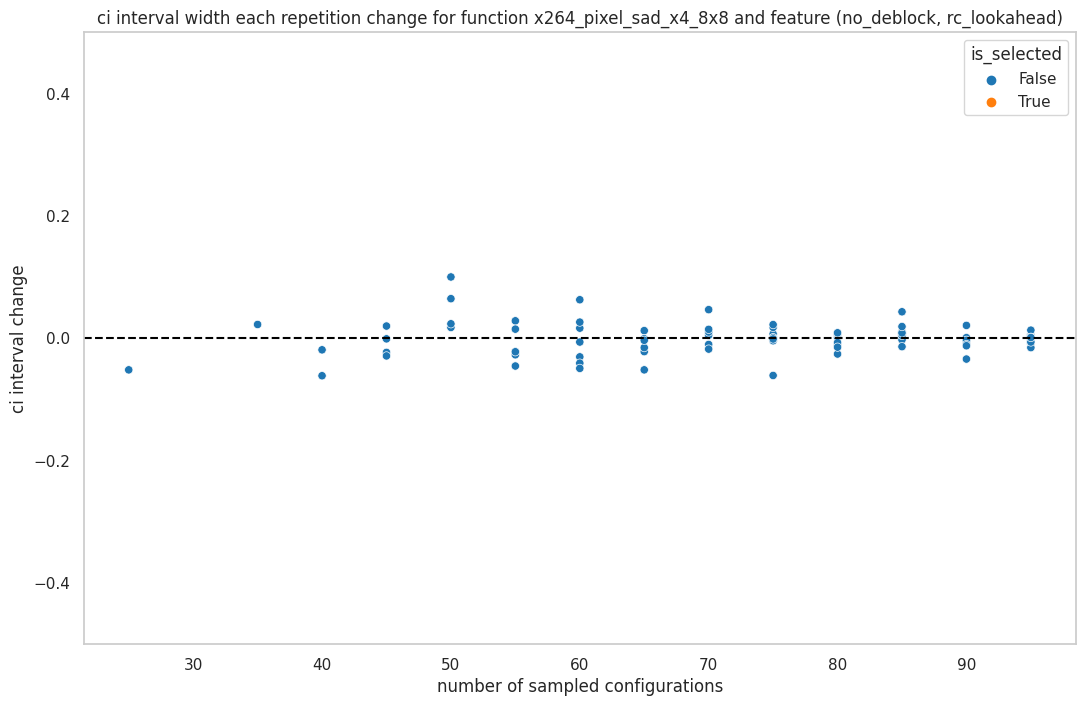 ci interval width each repetition change for function x264_pixel_sad_x4_8x8 and feature (no_deblock, rc_lookahead)
is_selected
False
True
0.4
0.2
0.0
−0.2
−0.4
ci interval change
30 40 50 60 70 80 90
number of sampled configurations